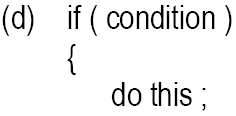 (d) if ( condition )
{
do this ;